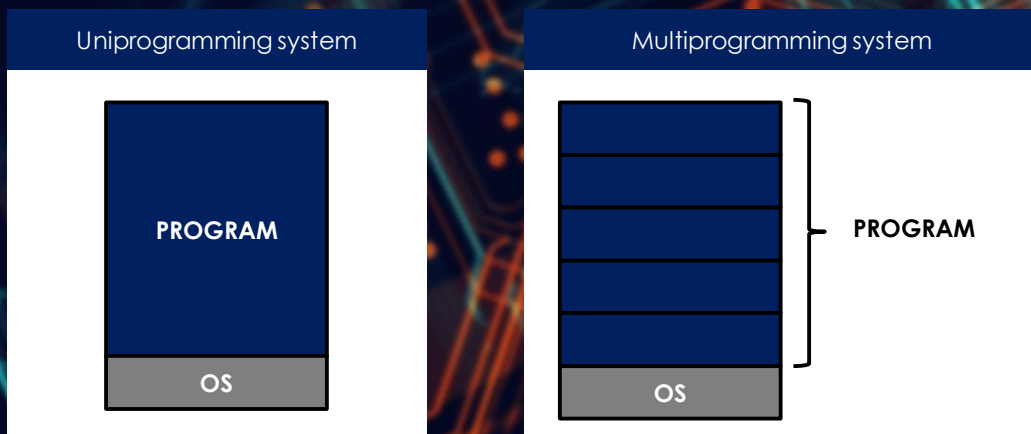 Uniprogramming system
PROGRAM
OS
Multiprogramming system
PROGRAM
OS